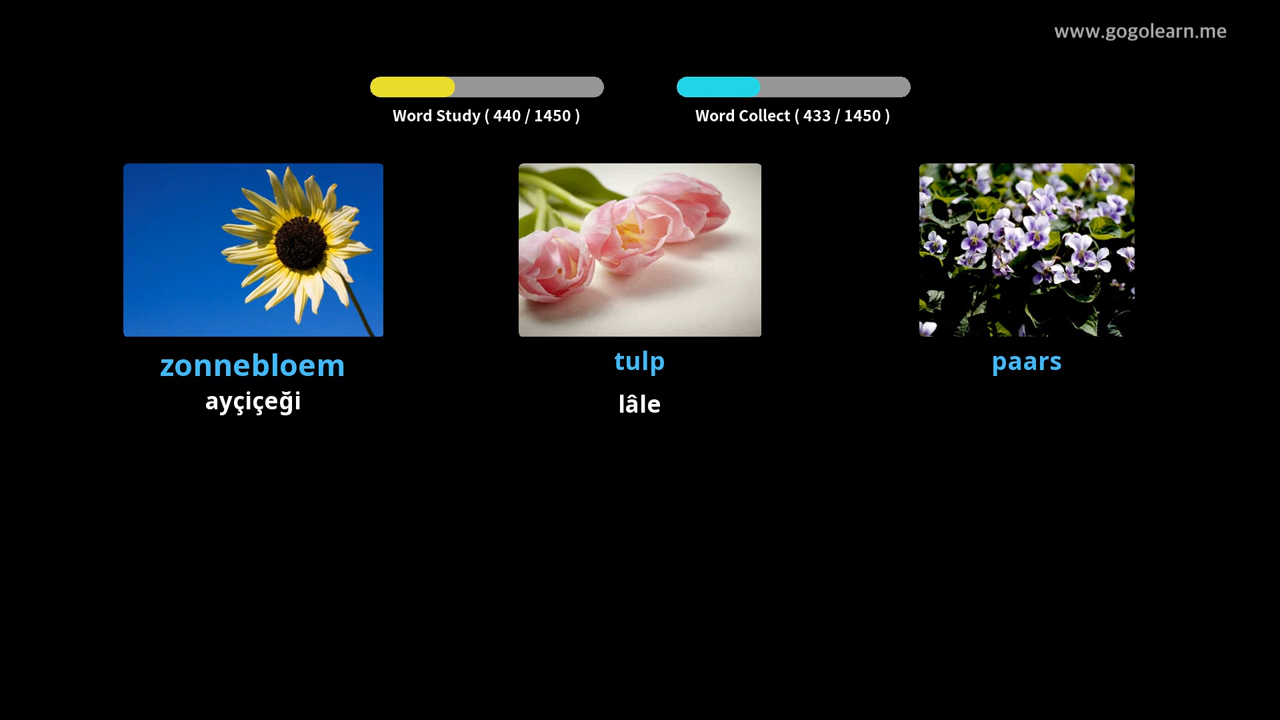 www.gogolearn.me
Word Study ( 440 / 1450 )
Word Collect ( 433 / 1450 )
zonnebloem
ayçiçeği
tulp
lâle
paars